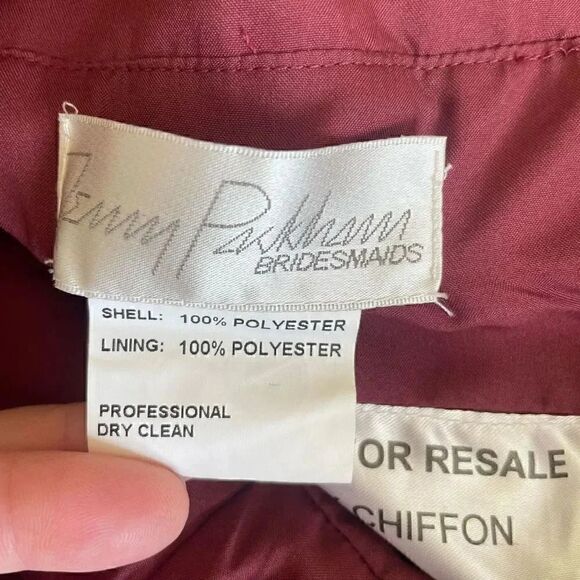 Jenny Packham
BRIDESMAIDS
SHELL: 100% POLYESTER
LINING: 100% POLYESTER
PROFESSIONAL
DRY CLEAN
OR RESALE
CHIFFON